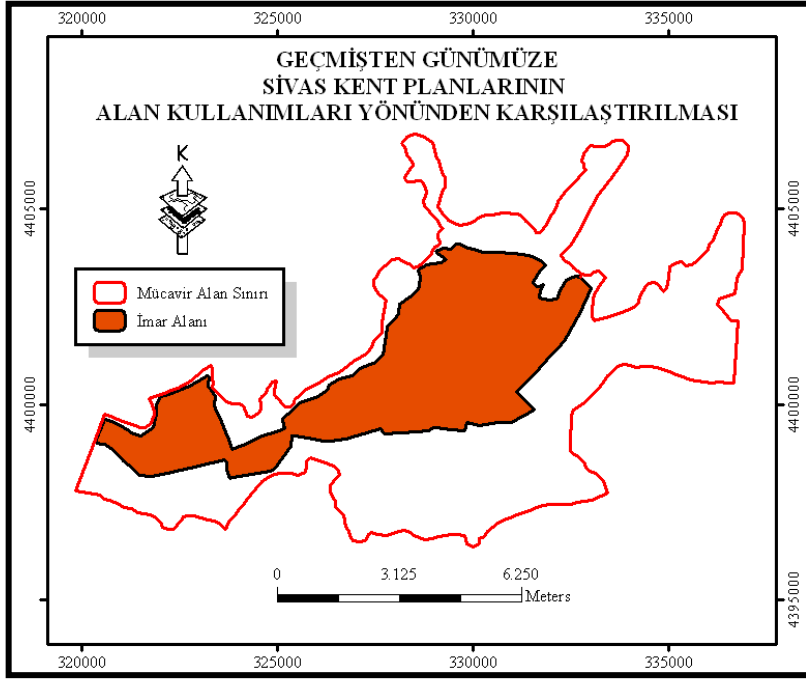 320000 325000 330000 335000
GEÇMİŞTEN GÜNÜMÜZE
SİVAS KENT PLANLARININ
ALAN KULLANIMLARI YÖNÜNDEN KARŞILAŞTIRILMASI
K
4405000 4405000
Mücavir Alan Sınırı
İmar Alanı
4400000 4400000
0 3.125 6.250
Meters
4395000 4395000
320000 325000 330000 335000